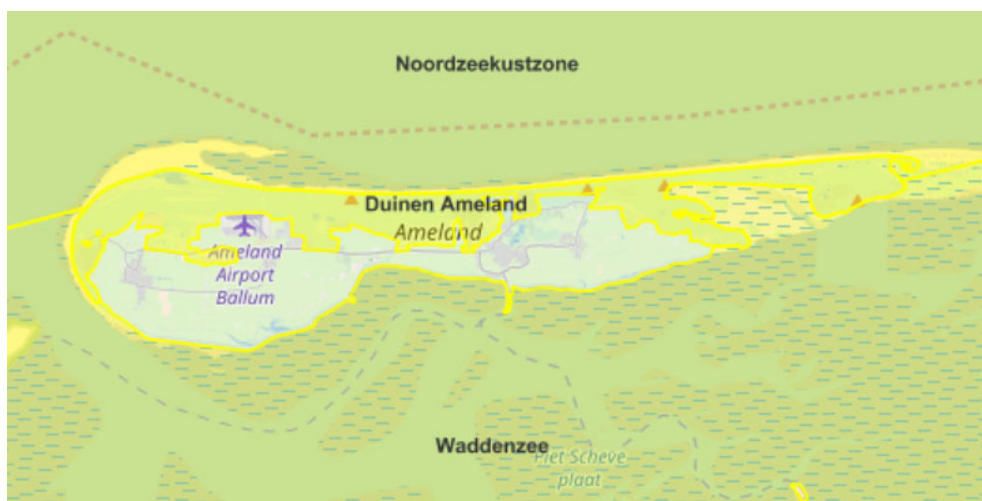 Noordzeekustzone
Duinen Ameland
Ameland
Ameland
Airport
Ballum
Waddenzee
Piet Scheve
plaat